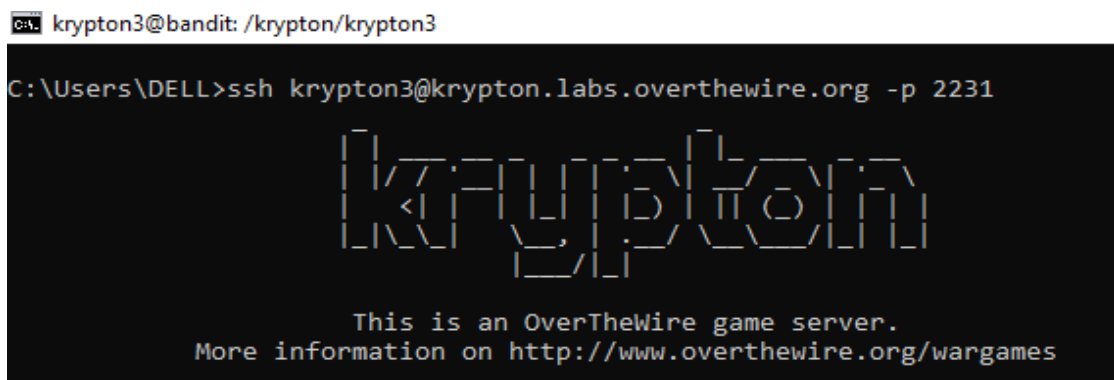 krypton3@bandit: /krypton/krypton3
C:\Users\DELL>ssh krypton3@krypton.labs.overthewire.org -p 2231
krypton
This is an OverTheWire game server.
More information on http://www.overthewire.org/wargames